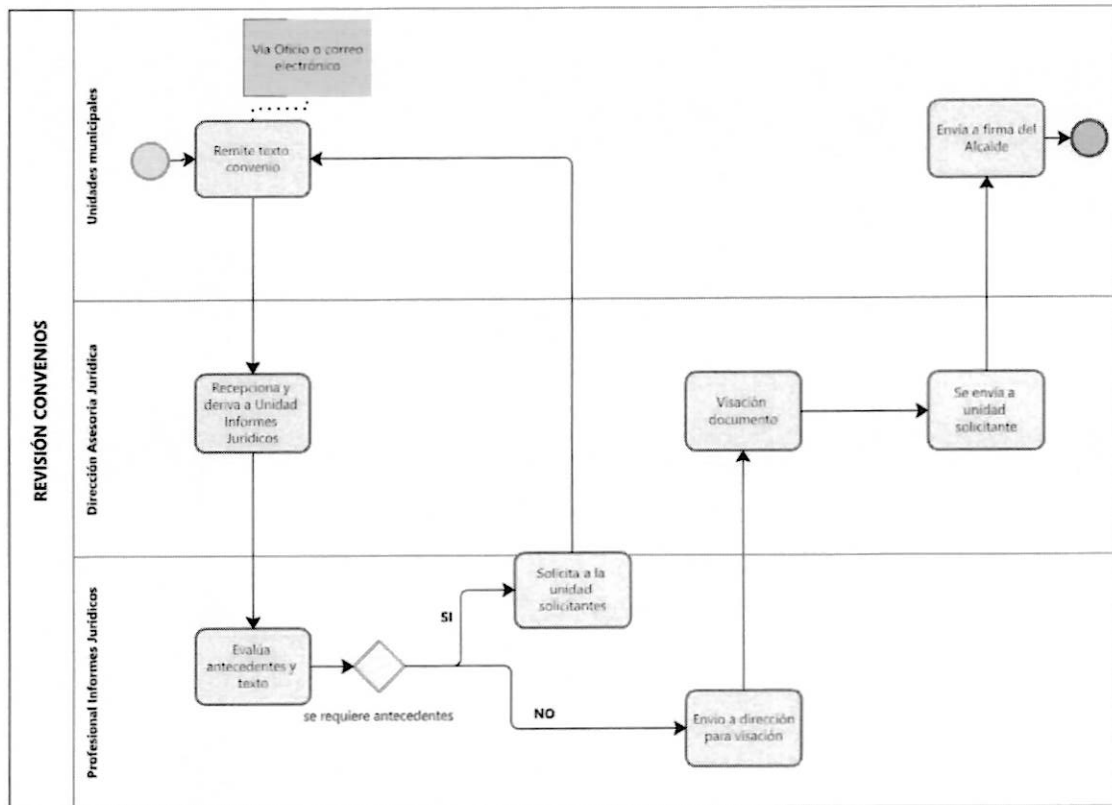 REVISIÓN CONVENIOS
Unidades municipales
Vía Oficio o correo
electrónico
Remite texto
convenio
Envía a firma del
Alcalde
Dirección Asesoría Jurídica
Recepciona y
deriva a Unidad
Informes
Jurídicos
Visación
documento
Se envía a
unidad
solicitante
Profesional Informes Jurídicos
Evalúa
antecedentes y
texto
se requiere antecedentes
SI
Solicita a la
unidad
solicitantes
NO
Envio a dirección
para visación